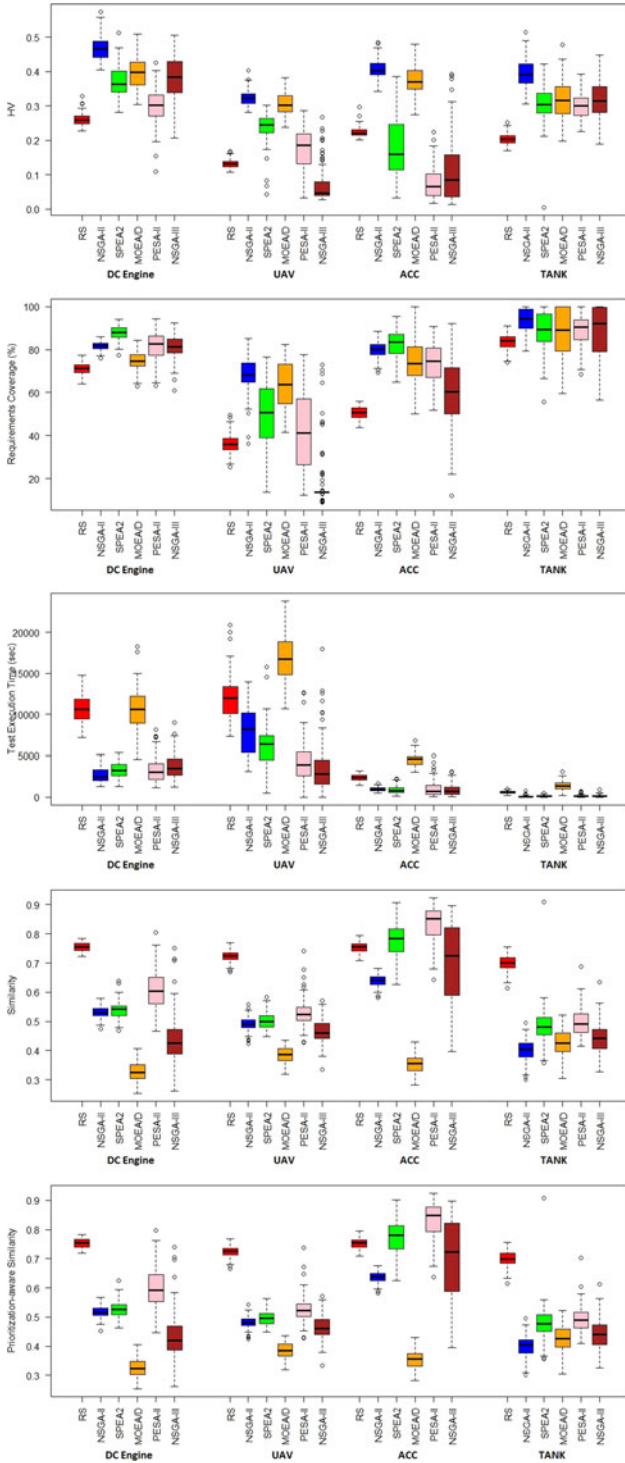 HV
0.5
0.4
0.3
0.2
0.1
0.0
RS NSGA-II SPEA2 MOEA/D PESA-II NSGA-III RS NSGA-II SPEA2 MOEA/D PESA-II NSGA-III RS NSGA-II SPEA2 MOEA/D PESA-II NSGA-III RS NSGA-II SPEA2 MOEA/D PESA-II NSGA-III
DC Engine UAV ACC TANK
Requirements Coverage (%)
100
80
60
40
20
RS NSGA-II SPEA2 MOEA/D PESA-II NSGA-III RS NSGA-II SPEA2 MOEA/D PESA-II NSGA-III RS NSGA-II SPEA2 MOEA/D PESA-II NSGA-III RS NSGA-II SPEA2 MOEA/D PESA-II NSGA-III
DC Engine UAV ACC TANK
Test Execution Time (sec)
20000
15000
10000
5000
0
RS NSGA-II SPEA2 MOEA/D PESA-II NSGA-III RS NSGA-II SPEA2 MOEA/D PESA-II NSGA-III RS NSGA-II SPEA2 MOEA/D PESA-II NSGA-III RS NSGA-II SPEA2 MOEA/D PESA-II NSGA-III
DC Engine UAV ACC TANK
Similarity
0.9
0.8
0.7
0.6
0.5
0.4
0.3
RS NSGA-II SPEA2 MOEA/D PESA-II NSGA-III RS NSGA-II SPEA2 MOEA/D PESA-II NSGA-III RS NSGA-II SPEA2 MOEA/D PESA-II NSGA-III RS NSGA-II SPEA2 MOEA/D PESA-II NSGA-III
DC Engine UAV ACC TANK
Prioritization-aware Similarity
0.9
0.8
0.7
0.6
0.5
0.4
0.3
RS NSGA-II SPEA2 MOEA/D PESA-II NSGA-III RS NSGA-II SPEA2 MOEA/D PESA-II NSGA-III RS NSGA-II SPEA2 MOEA/D PESA-II NSGA-III RS NSGA-II SPEA2 MOEA/D PESA-II NSGA-III
DC Engine UAV ACC TANK